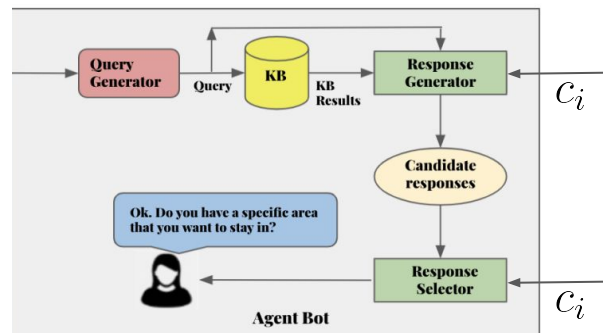 Query
Generator
Query
KB
KB
Results
Response
Generator
c_i
Candidate
responses
Ok. Do you have a specific area
that you want to stay in?
Response
Selector
c_i
Agent Bot